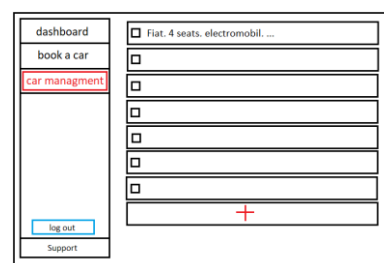 dashboard
book a car
car managment
log out
Support
Fiat. 4 seats. electromobil. ...